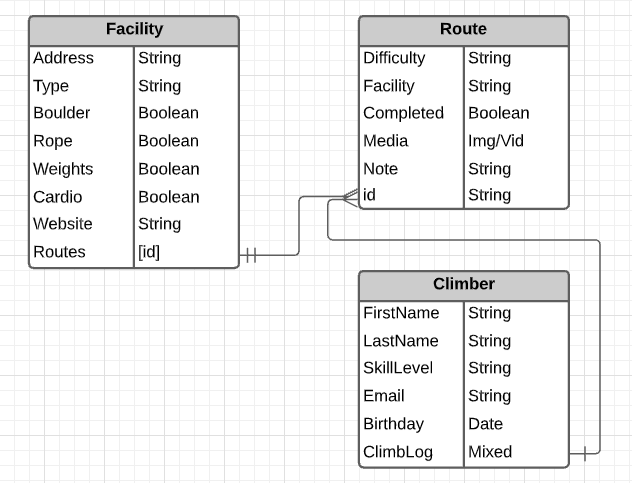 Facility
Address String
Type String
Boulder Boolean
Rope Boolean
Weights Boolean
Cardio Boolean
Website String
Routes [id]
Route
Difficulty String
Facility String
Completed Boolean
Media Img/Vid
Note String
id String
Climber
FirstName String
LastName String
SkillLevel String
Email String
Birthday Date
ClimbLog Mixed